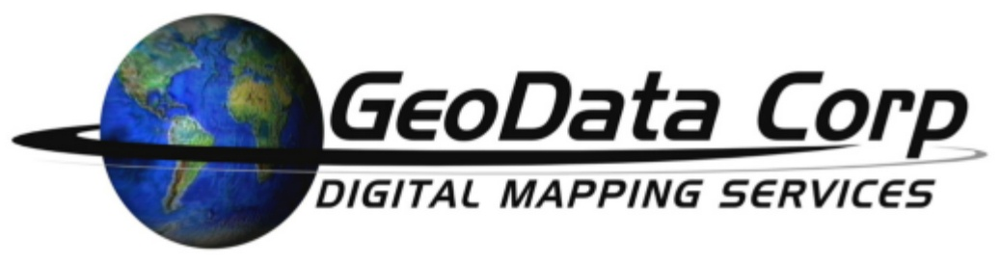 GeoData Corp
DIGITAL MAPPING SERVICES